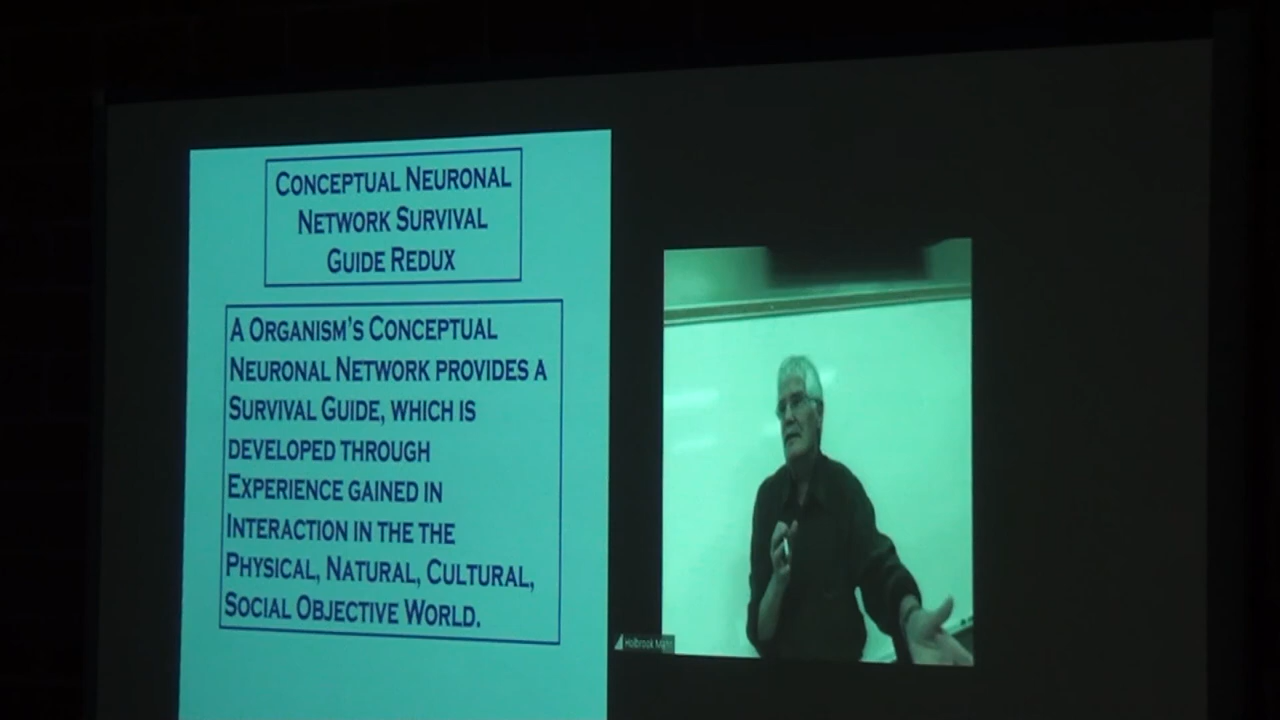 CONCEPTUAL NEURONAL
NETWORK SURVIVAL
GUIDE REDUX
A ORGANISM'S CONCEPTUAL
NEURONAL NETWORK PROVIDES A
SURVIVAL GUIDE, WHICH IS
DEVELOPED THROUGH
EXPERIENCE GAINED IN
INTERACTION IN THE THE
PHYSICAL, NATURAL, CULTURAL,
SOCIAL OBJECTIVE WORLD.
Holbrook